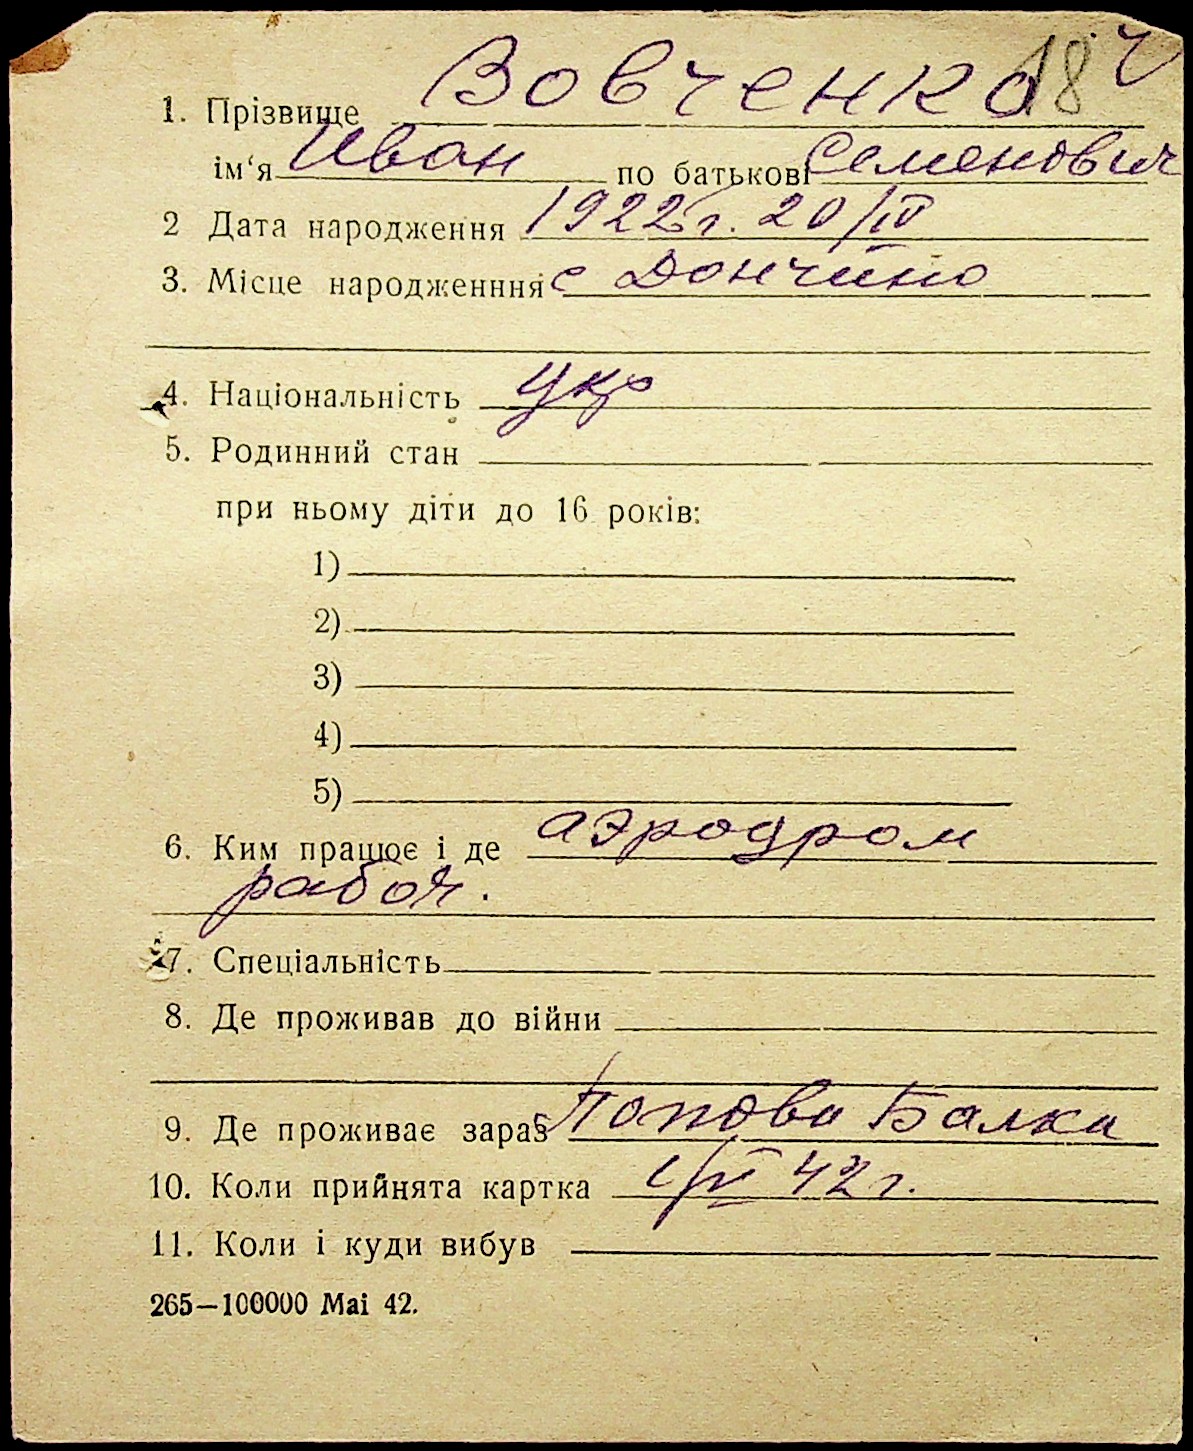 18
1. Прізвище Вовченко
ім‘я Иван по батькові Семенович
2 Дата народження 1922 г. 20/IV
3. Місце народженння с Дончино
4. Національність укр
5. Родинний стан
при ньому діти до 16 років:
1)
2)
3)
4)
5)
6. Ким працює і де аэродром
рабоч.
7. Спеціальність
8. Де проживав до війни
9. Де проживає зараз Попова Балка
10. Коли прийнята картка 42 г.
11. Коли і куди вибув
265—100000 Mai 42.